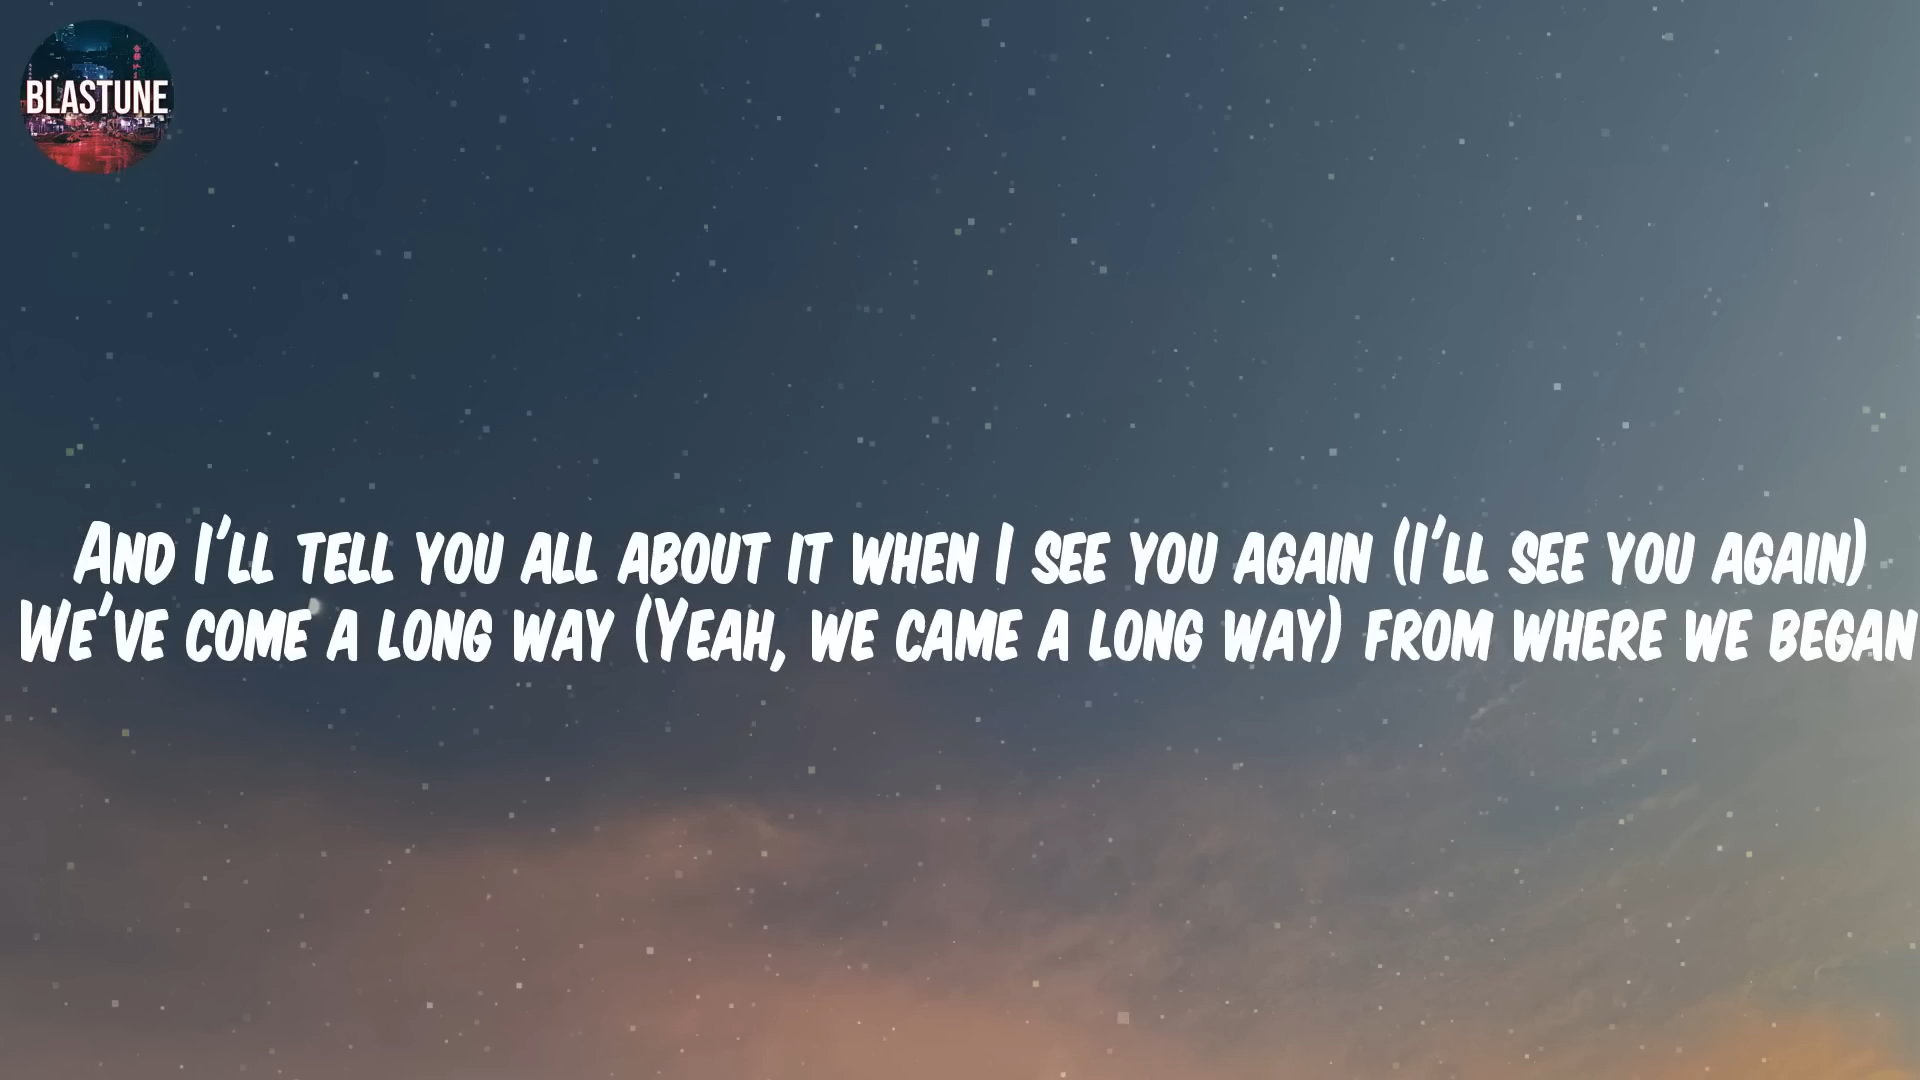 BLASTUNE
And I'll tell you all about it when I see you again (I'll see you again)
We've come a long way (Yeah, we came a long way) from where we began